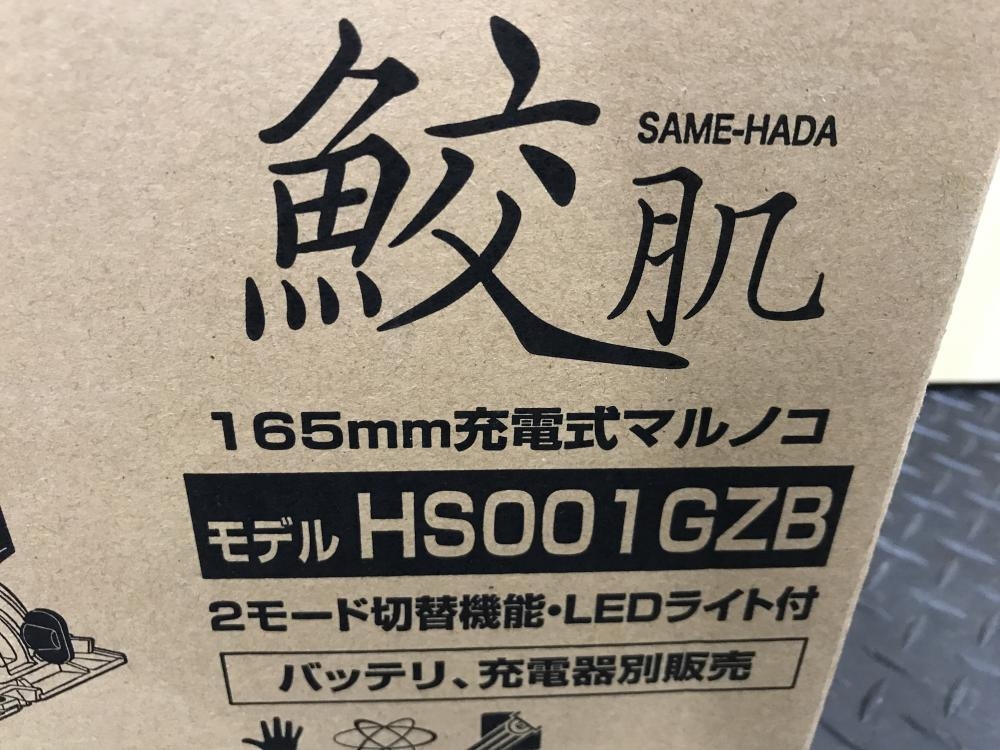 鮫肌
SAME-HADA
165mm充電式マルノコ
モデル HS001GZB
2モード切替機能・LEDライト付
バッテリ、充電器別販売